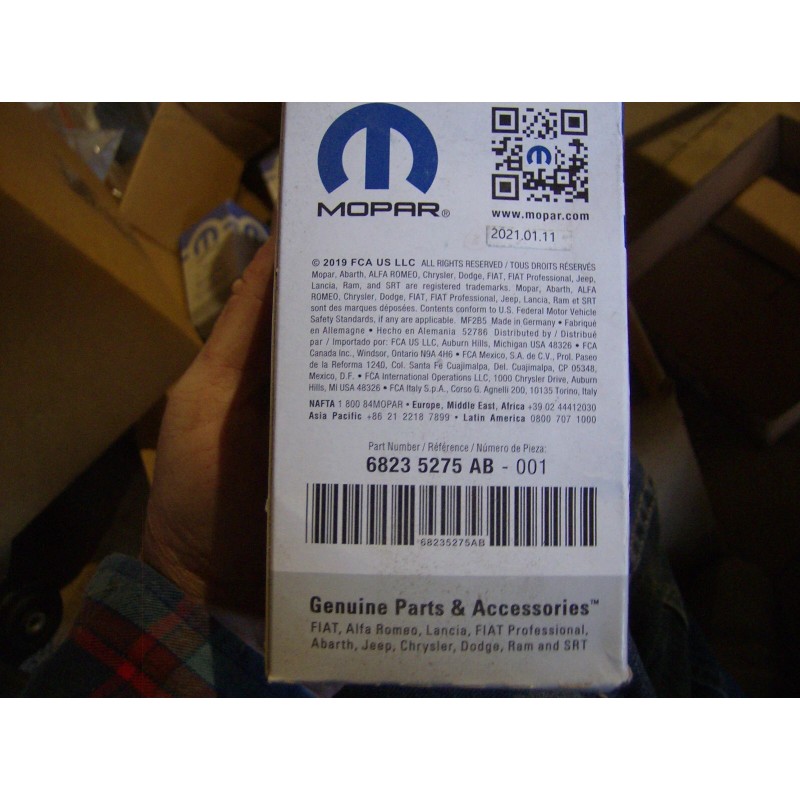 MOPAR®
www.mopar.com
2021.01.11
© 2019 FCA US LLC ALL RIGHTS RESERVED / TOUS DROITS RÉSERVÉS
Mopar, Abarth, ALFA ROMEO, Chrysler, Dodge, FIAT, FIAT Professional, Jeep,
Lancia, Ram, and SRT are registered trademarks. Mopar, Abarth, ALFA
ROMEO, Chrysler, Dodge, FIAT, FIAT Professional, Jeep, Lancia, Ram et SRT
sont des marques déposées. Contents conform to U.S. Federal Motor Vehicle
Safety Standards, if any are applicable. MF2B5 Made in Germany • Fabriqué
en Allemagne • Hecho en Alemania 52786 Distributed by / Distribué
par / Importado por: FCA US LLC, Auburn Hills, Michigan USA 48326 • FCA
Canada Inc., Windsor, Ontario N9A 4H6 • FCA Mexico, S.A. de C.V., Prol. Paseo
de la Reforma 1240, Col. Santa Fe Cuajimalpa, Del. Cuajimalpa, CP 05348,
Mexico, D.F. • FCA International Operations LLC, 1000 Chrysler Drive, Auburn
Hills, MI USA 48326 • FCA Italy S.p.A., Corso G. Agnelli 200, 10135 Torino, Italy
NAFTA 1 800 84MOPAR • Europe, Middle East, Africa +39 02 44412030
Asia Pacific +86 21 2218 7899 • Latin America 0800 707 1000
Part Number / Référence / Número de Pieza:
6823 5275 AB - 001
68235275AB
Genuine Parts & Accessories™
FIAT, Alfa Romeo, Lancia, FIAT Professional,
Abarth, Jeep, Chrysler, Dodge, Ram and SRT